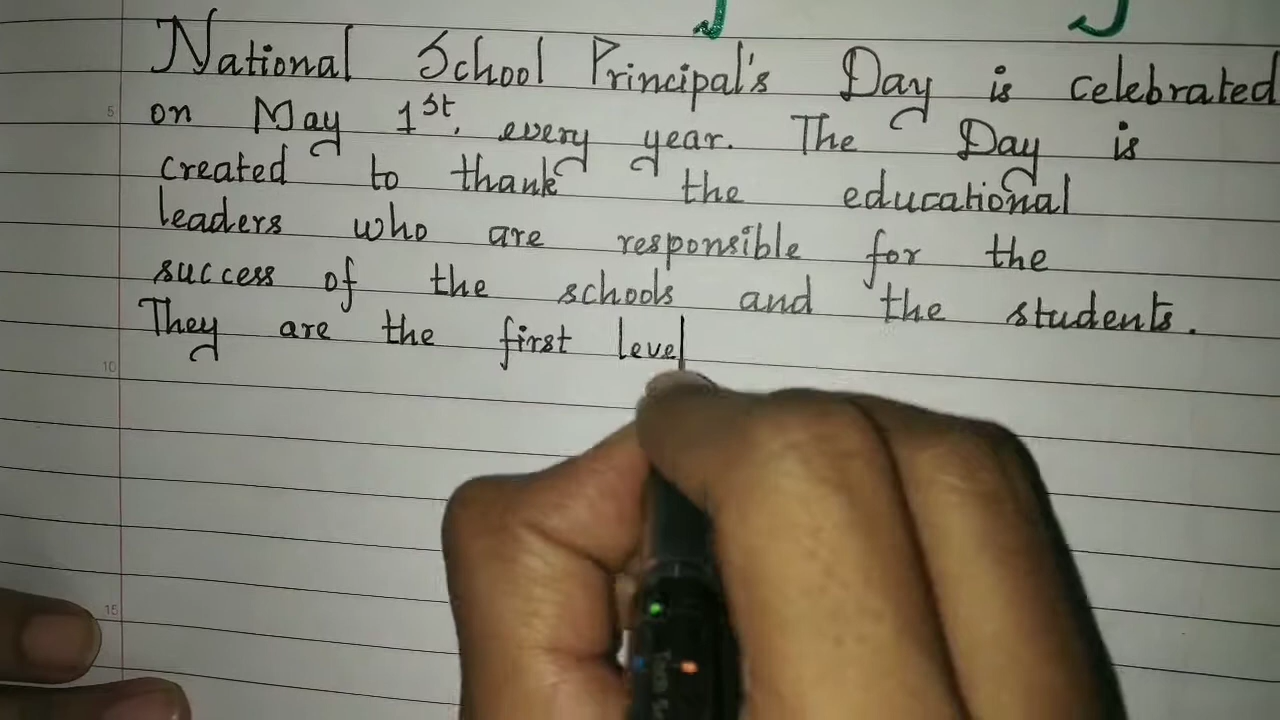 National School Principal's Day is celebrated
on May 1st, every year. The Day is
created to thank the educational
leaders who are responsible for the
success of the schools and the students.
They are the first level